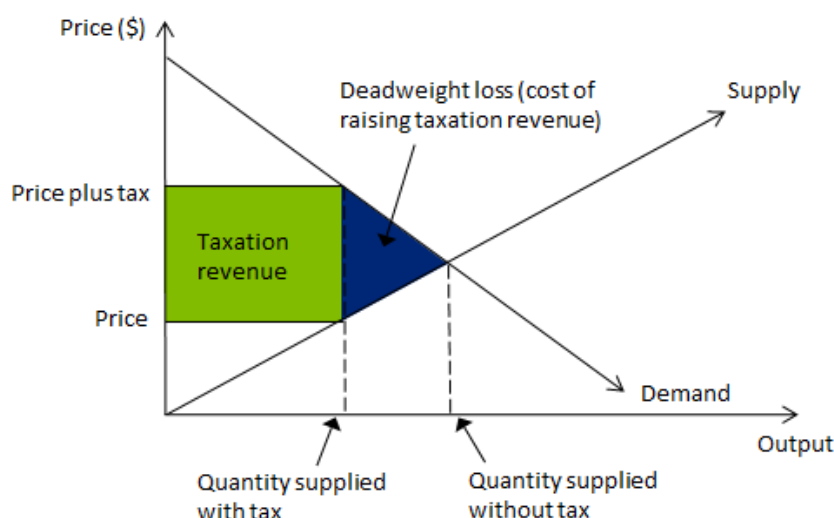 Price ($)
Deadweight loss (cost of
raising taxation revenue)
Supply
Price plus tax
Taxation
revenue
Price
Demand
Output
Quantity supplied
with tax
Quantity supplied
without tax